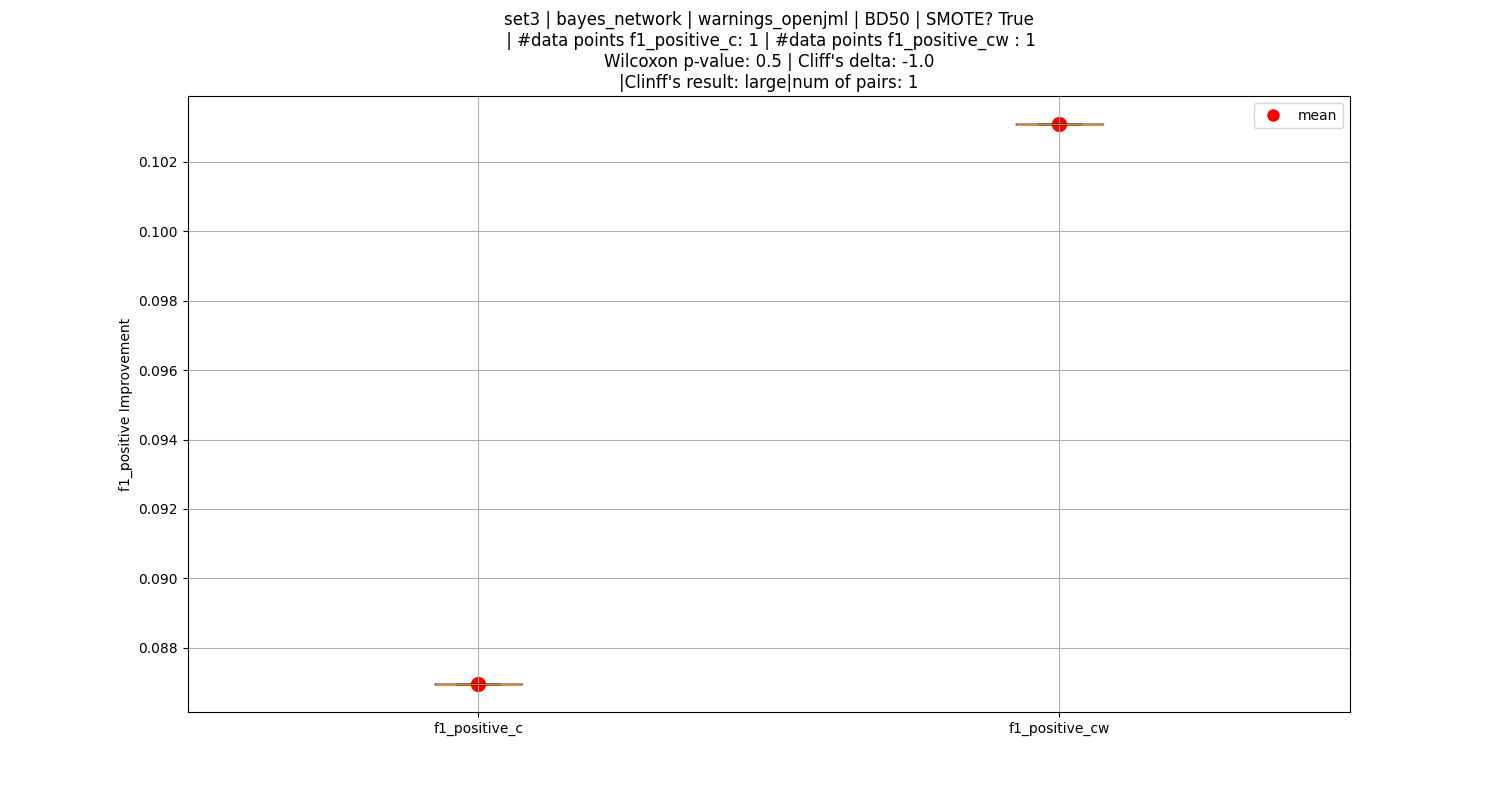 set3 | bayes_network | warnings_openjml | BD50 | SMOTE? True
| #data points f1_positive_c: 1 | #data points f1_positive_cw : 1
Wilcoxon p-value: 0.5 | Cliff's delta: -1.0
|Clinff's result: large|num of pairs: 1
mean
0.102
0.100
0.098
0.096
0.094
0.092
0.090
0.088
f1_positive Improvement
f1_positive_c
f1_positive_cw